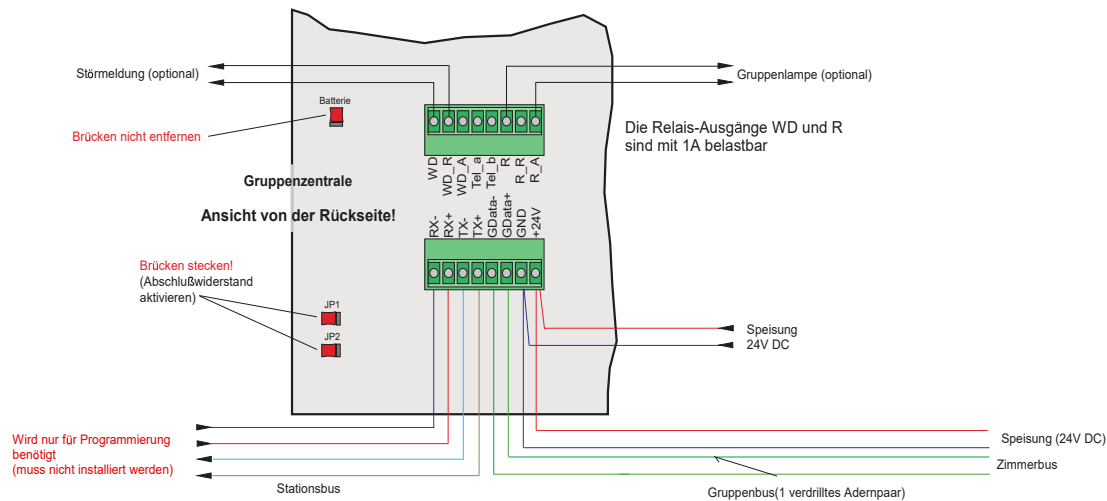 Störmeldung (optional)
Gruppenlampe (optional)
Batterie
Brücken nicht entfernen
Die Relais-Ausgänge WD und R
sind mit 1A belastbar
WD
WD_R
WD_A
Tel_a
Tel_b
R
R_R
R_A
Gruppenzentrale
Ansicht von der Rückseite!
RX-
RX+
TX-
TX+
GData-
GData+
GND
+24V
Brücken stecken!
(Abschlußwiderstand
aktivieren)
JP1
JP2
Speisung
24V DC
Wird nur für Programmierung
benötigt
(muss nicht installiert werden)
Stationsbus
Speisung (24V DC)
Zimmerbus
Gruppenbus(1 verdrilltes Adernpaar)